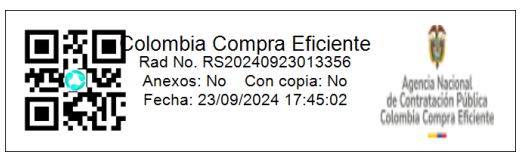 Colombia Compra Eficiente
Rad No. RS20240923013356
Anexos: No Con copia: No
Fecha: 23/09/2024 17:45:02
Agencia Nacional
de Contratación Pública
Colombia Compra Eficiente